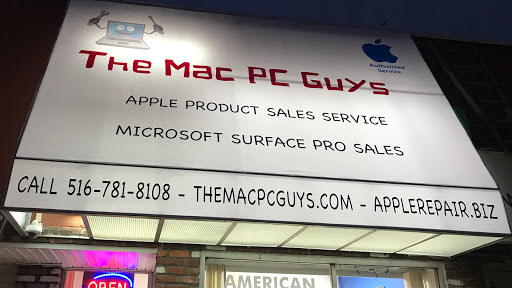 The Mac PC Guys
Authorized
Service
APPLE PRODUCT SALES SERVICE
MICROSOFT SURFACE PRO SALES
CALL 516-781-8108 - THEMACPCGUYS.COM - APPLEREPAIR.BIZ
OPEN
AMERICAN